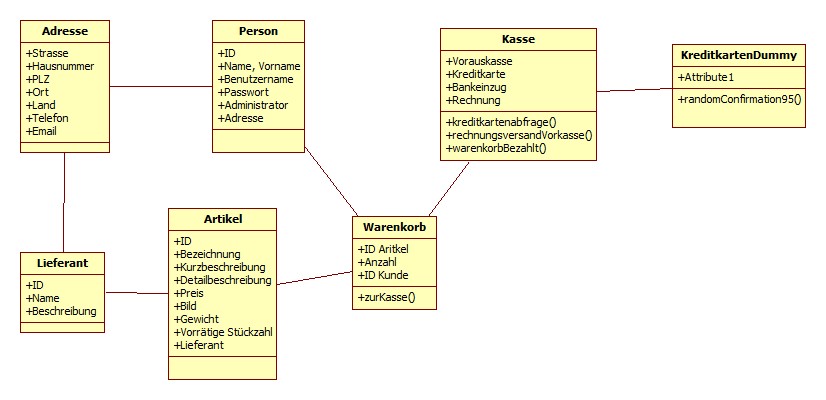 Adresse
+Strasse
+Hausnummer
+PLZ
+Ort
+Land
+Telefon
+Email
Person
+ID
+Name, Vorname
+Benutzername
+Passwort
+Administrator
+Adresse
Kasse
+Vorauskasse
+Kreditkarte
+Bankeinzug
+Rechnung
+kreditkartenabfrage()
+rechnungsversandVorkasse()
+warenkorbBezahlt()
KreditkartenDummy
+Attribute1
+randomConfirmation95()
Lieferant
+ID
+Name
+Beschreibung
Artikel
+ID
+Bezeichnung
+Kurzbeschreibung
+Detailbeschreibung
+Preis
+Bild
+Gewicht
+Vorrätige Stückzahl
+Lieferant
Warenkorb
+ID Aritkel
+Anzahl
+ID Kunde
+zurKasse()